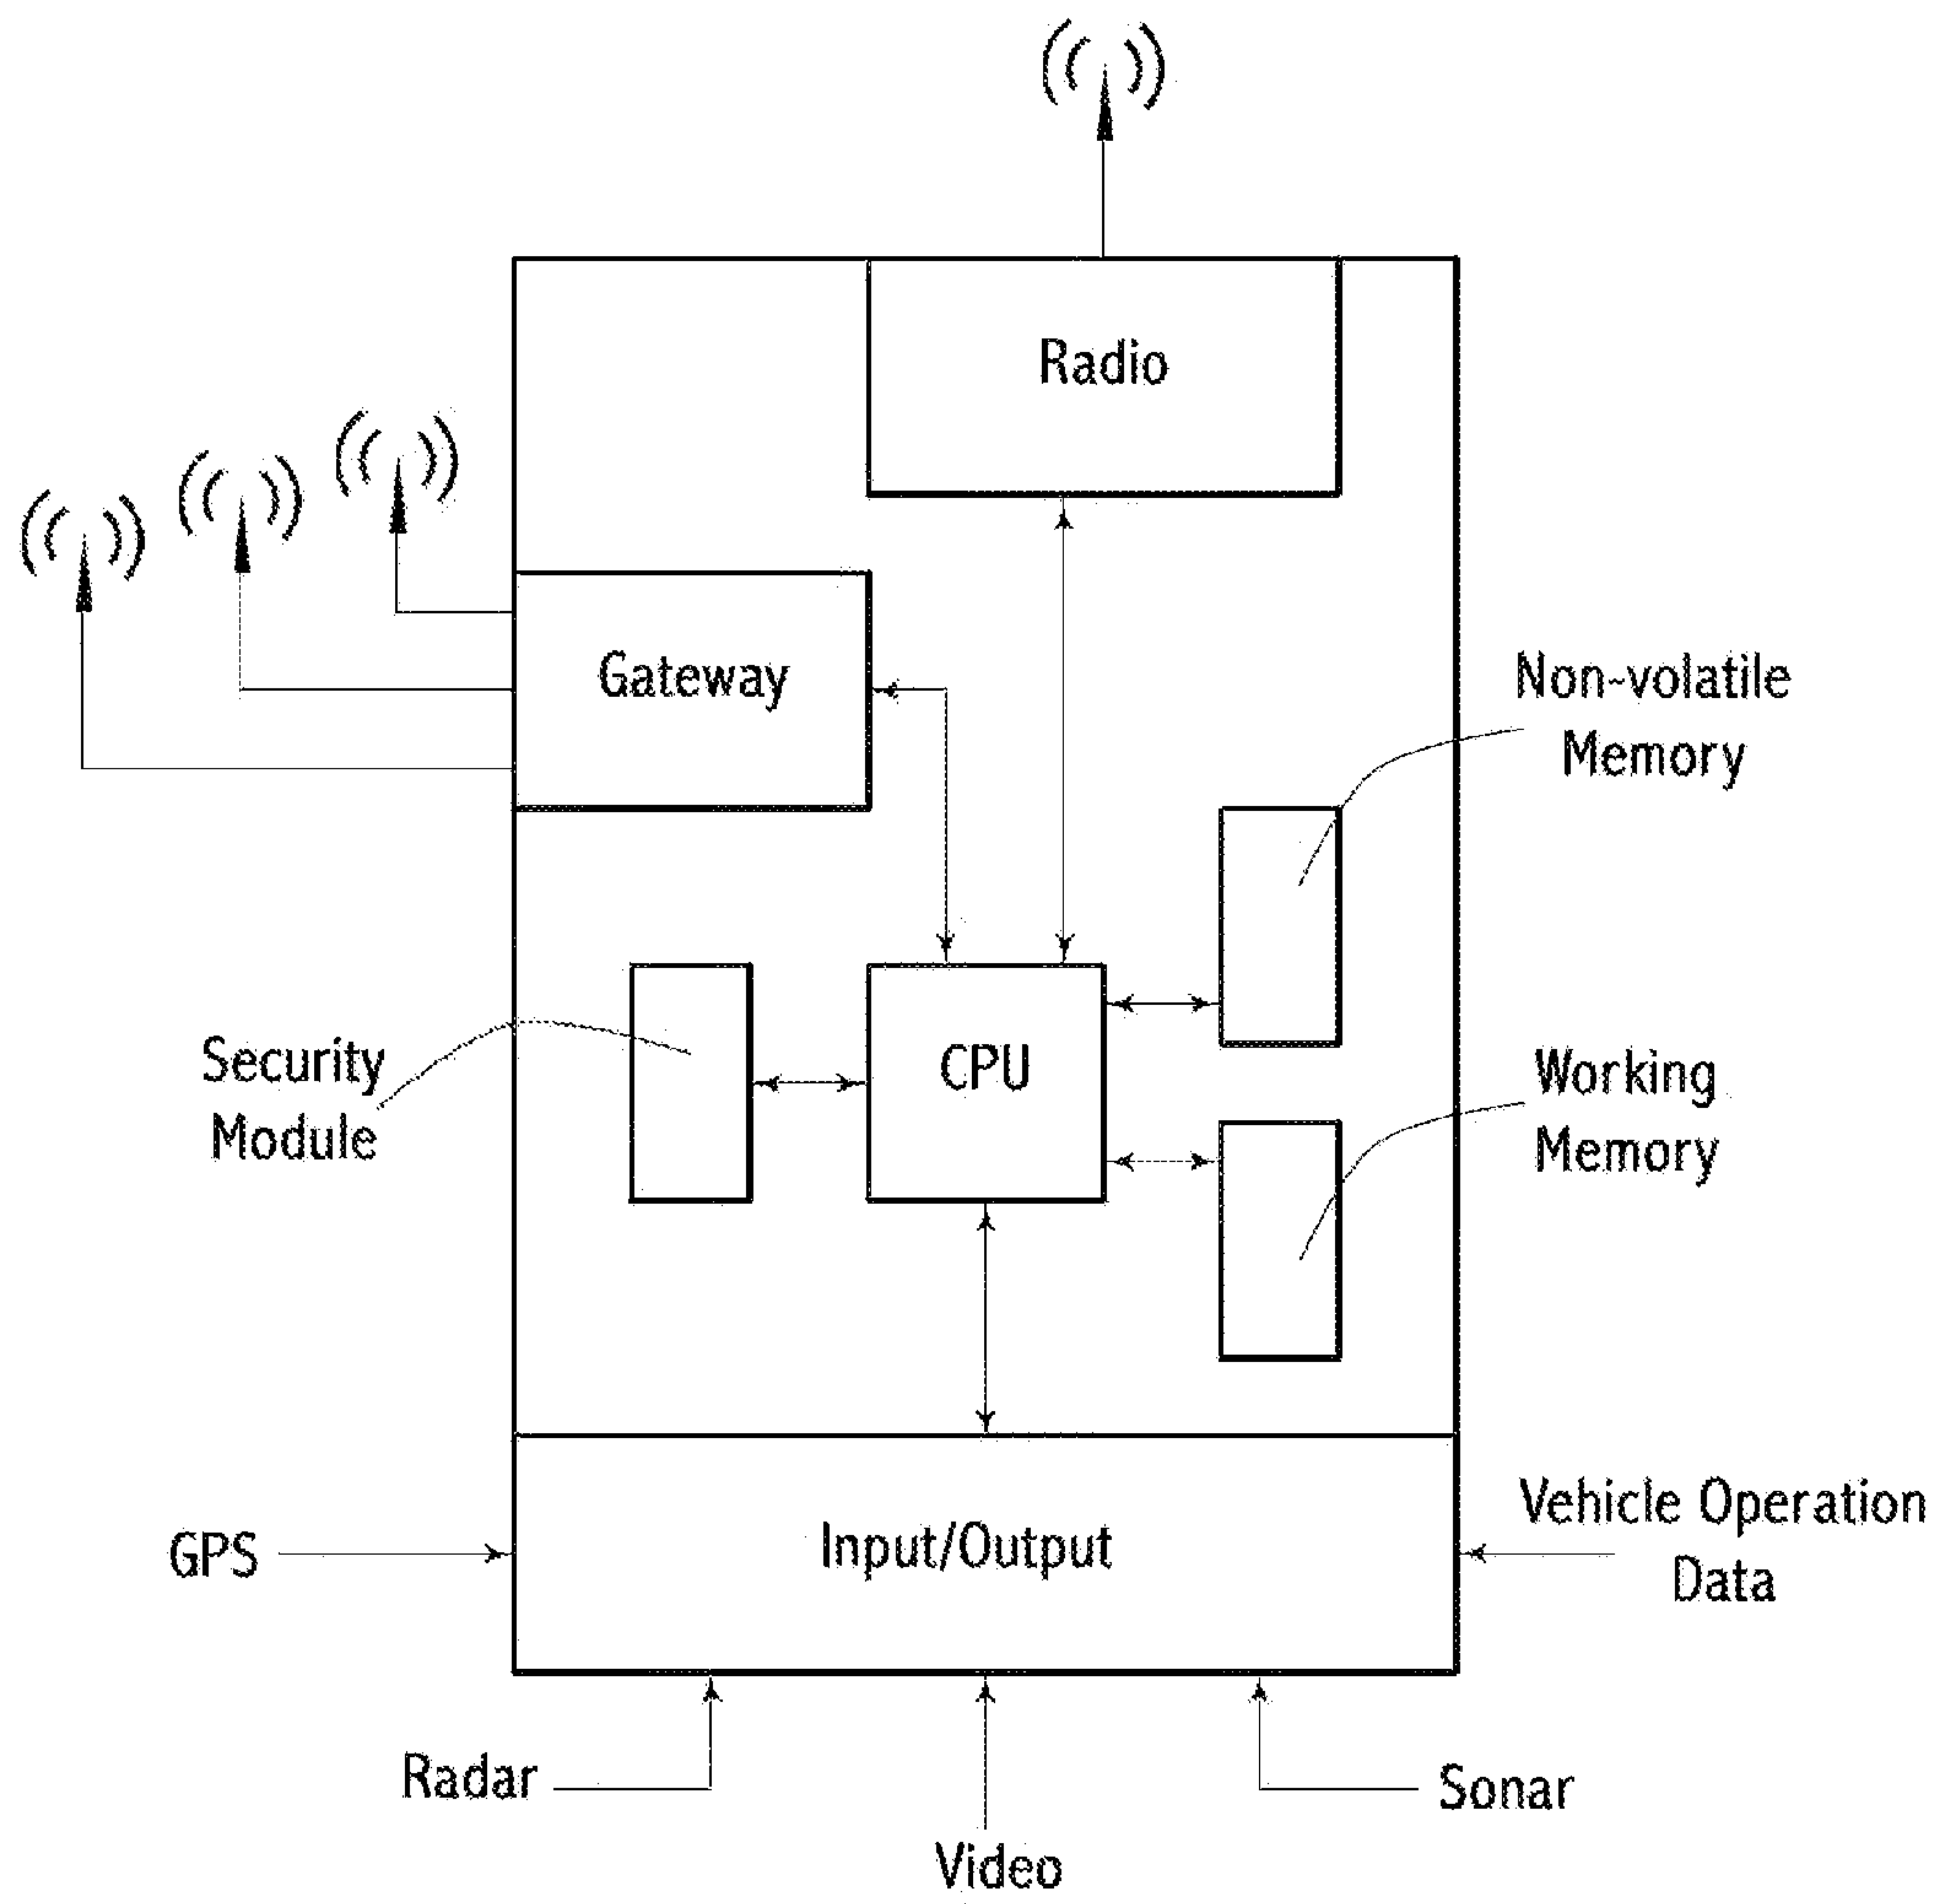 Radio
Gateway
Non-volatile
Memory
Security
Module
CPU
Working
Memory
GPS
Input/Output
Vehicle Operation
Data
Radar
Sonar
Video